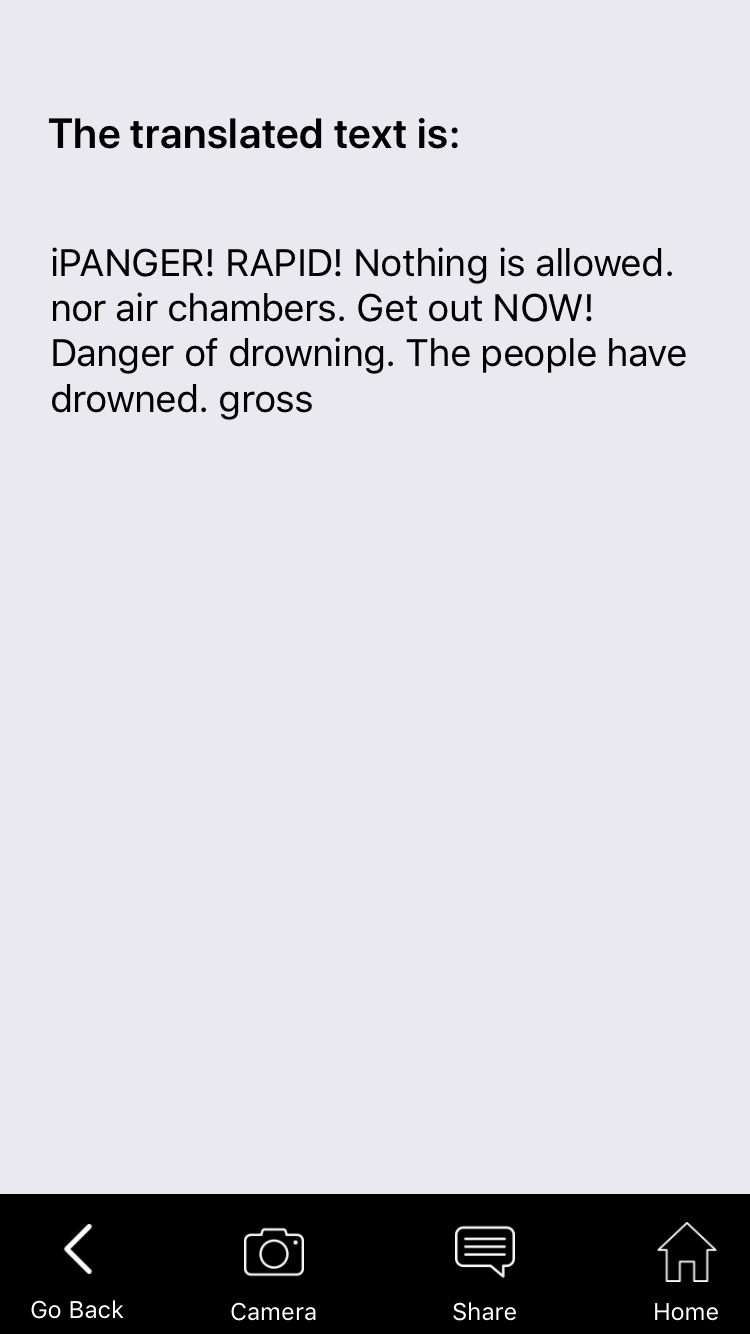 The translated text is:
iPANGER! RAPID! Nothing is allowed.
nor air chambers. Get out NOW!
Danger of drowning. The people have
drowned. gross
Go Back
Camera
Share
Home